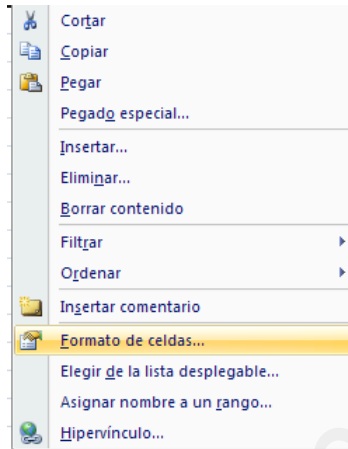 Cortar
Copiar
Pegar
Pegado especial...
Insertar...
Eliminar...
Borrar contenido
Filtrar
Ordenar
Insertar comentario
Formato de celdas...
Elegir de la lista desplegable...
Asignar nombre a un rango...
Hipervínculo...